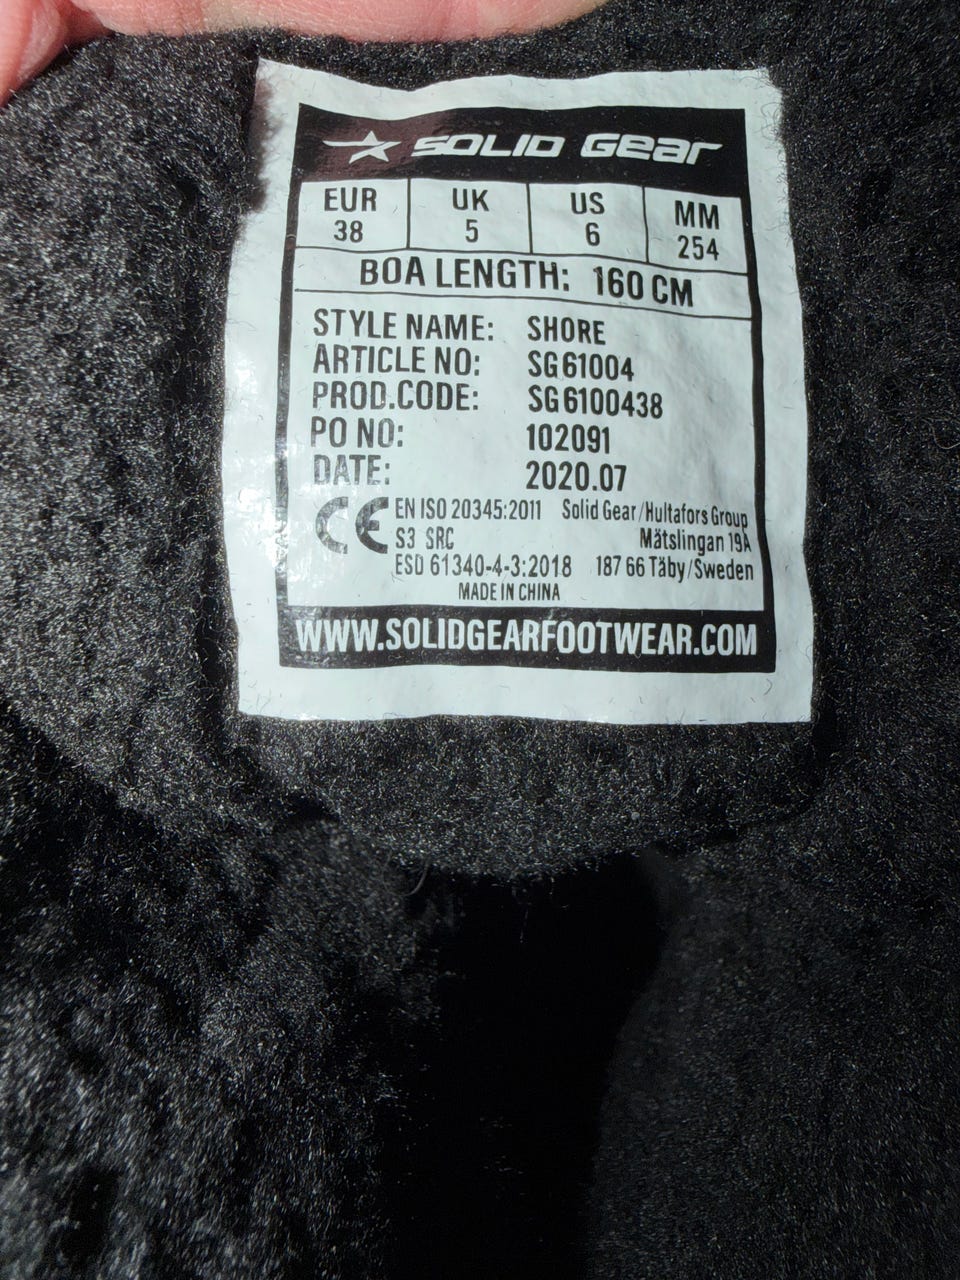 SOLID GEAR
EUR UK US MM
38 5 6 254
BOA LENGTH: 160 CM
STYLE NAME: SHORE
ARTICLE NO: SG61004
PROD.CODE: SG6100438
PO NO: 102091
DATE: 2020.07
CE EN ISO 20345:2011 Solid Gear/Hultafors Group
S3 SRC Mätslingan 19A
ESD 61340-4-3:2018 187 66 Täby/Sweden
MADE IN CHINA
WWW.SOLIDGEARFOOTWEAR.COM